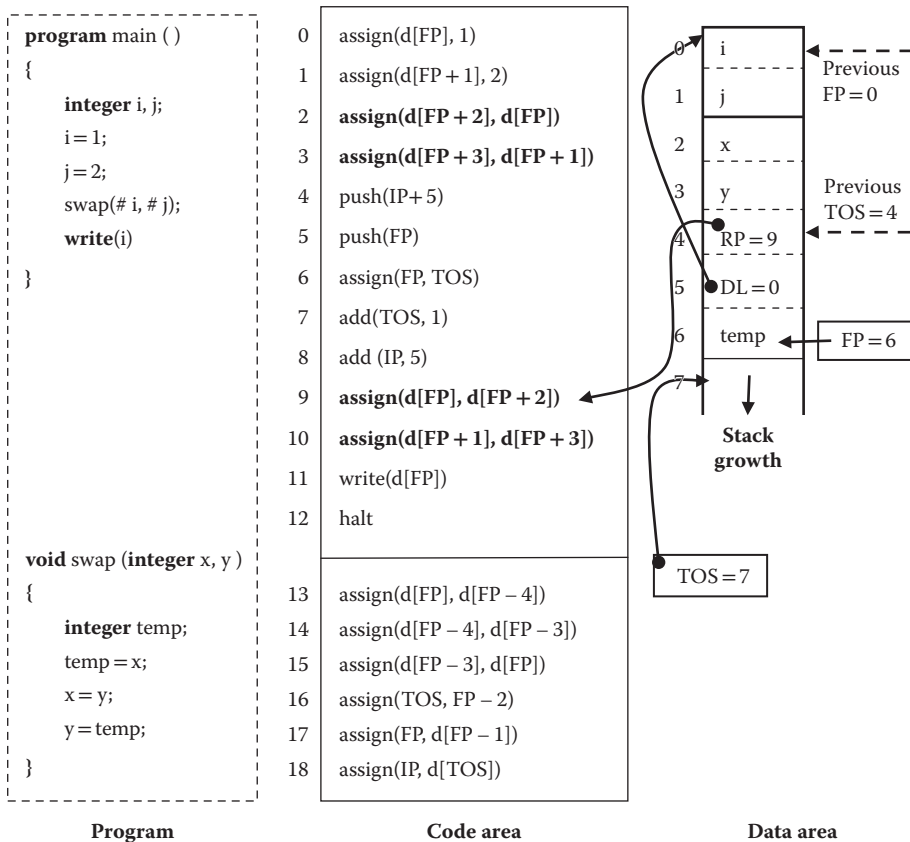 program main ( )
{
integer i, j;
i = 1;
j = 2;
swap(# i, # j);
write(i)
}
void swap (integer x, y )
{
integer temp;
temp = x;
x = y;
y = temp;
}
Program
0 assign(d[FP], 1)
1 assign(d[FP + 1], 2)
2 assign(d[FP + 2], d[FP])
3 assign(d[FP + 3], d[FP + 1])
4 push(IP+ 5)
5 push(FP)
6 assign(FP, TOS)
7 add(TOS, 1)
8 add (IP, 5)
9 assign(d[FP], d[FP + 2])
10 assign(d[FP + 1], d[FP + 3])
11 write(d[FP])
12 halt
13 assign(d[FP], d[FP – 4])
14 assign(d[FP – 4], d[FP – 3])
15 assign(d[FP – 3], d[FP])
16 assign(TOS, FP – 2)
17 assign(FP, d[FP – 1])
18 assign(IP, d[TOS])
Code area
0 i
1 j
2 x
3 y
4 RP = 9
5 DL = 0
6 temp
7
Previous
FP = 0
Previous
TOS = 4
FP = 6
Stack
growth
TOS = 7
Data area